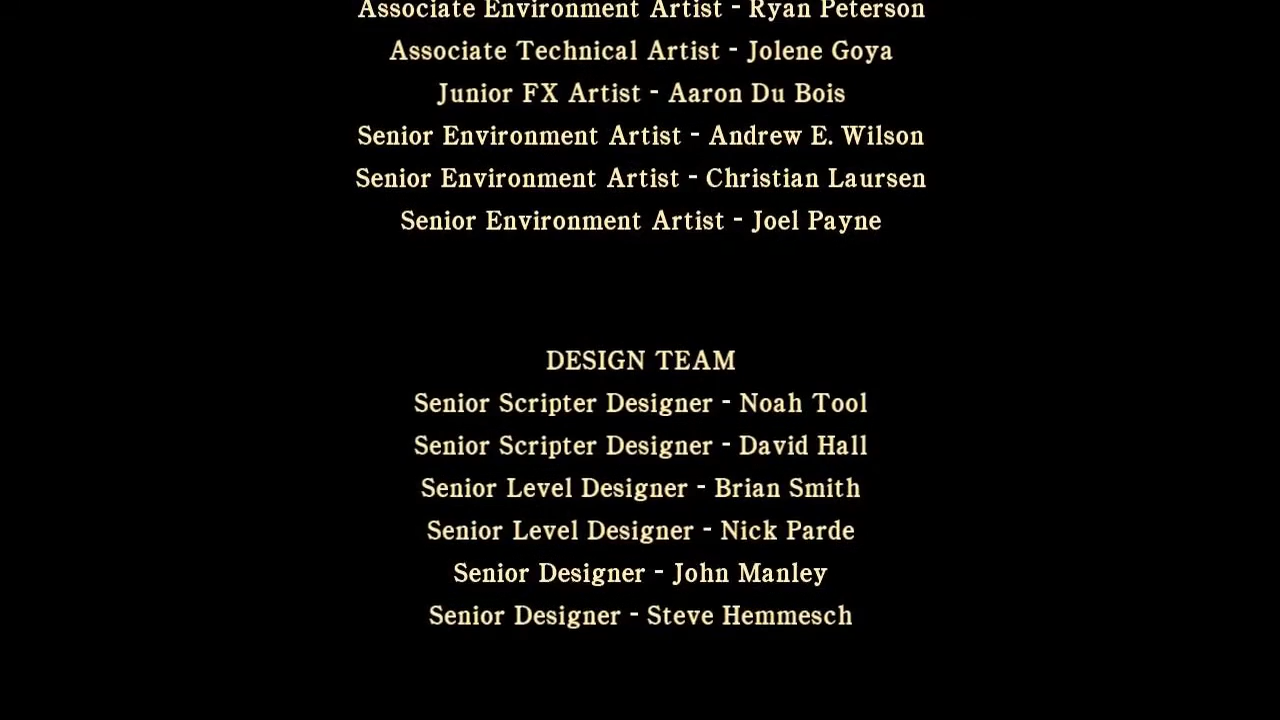 Associate Environment Artist - Ryan Peterson
Associate Technical Artist - Jolene Goya
Junior FX Artist - Aaron Du Bois
Senior Environment Artist - Andrew E. Wilson
Senior Environment Artist - Christian Laursen
Senior Environment Artist - Joel Payne
DESIGN TEAM
Senior Scripter Designer - Noah Tool
Senior Scripter Designer - David Hall
Senior Level Designer - Brian Smith
Senior Level Designer - Nick Parde
Senior Designer - John Manley
Senior Designer - Steve Hemmesch